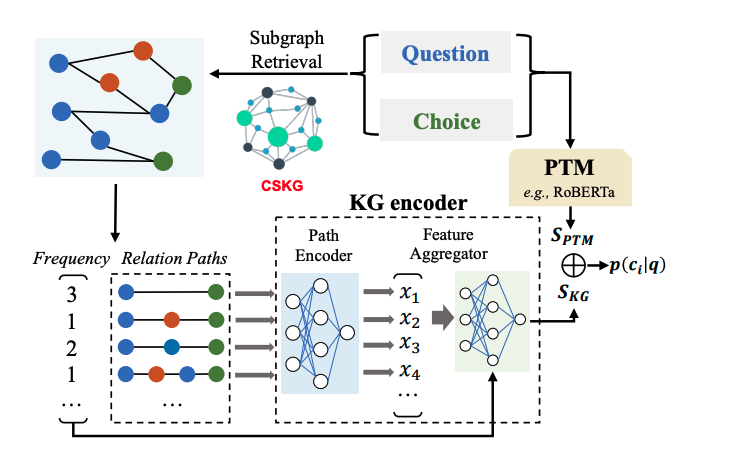 Subgraph
Retrieval
Question
Choice
CSKG
PTM
e.g., RoBERTa
KG encoder
S_PTM
⊕→p(c_i|q)
S_KG
Path
Encoder
Feature
Aggregator
Frequency
Relation Paths
3
1
2
1
...
...
x_1
x_2
x_3
x_4
...